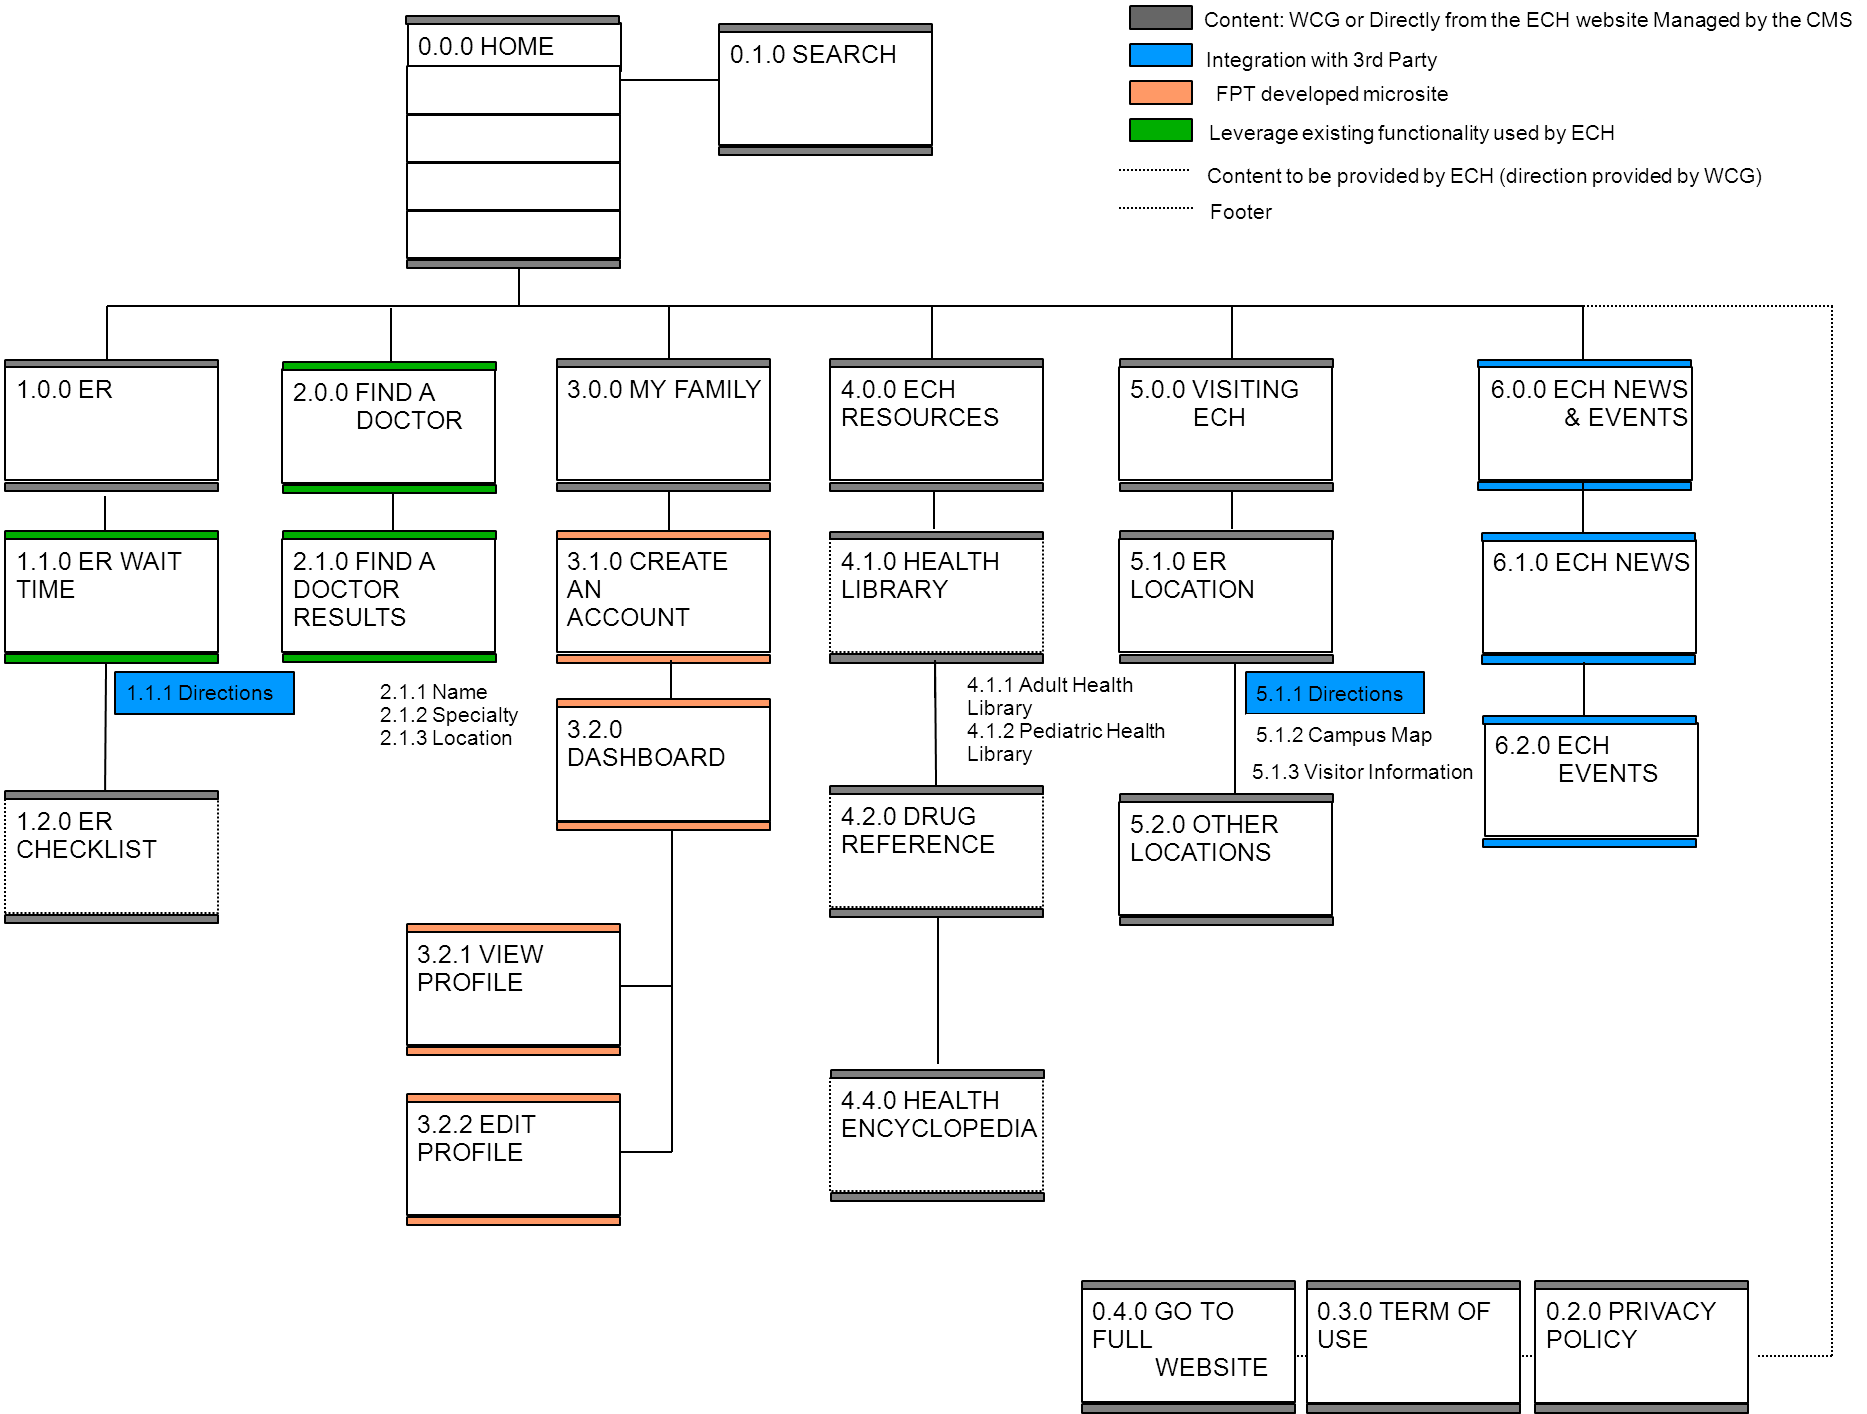 0.0.0 HOME
0.1.0 SEARCH
Content: WCG or Directly from the ECH website Managed by the CMS
Integration with 3rd Party
FPT developed microsite
Leverage existing functionality used by ECH
Content to be provided by ECH (direction provided by WCG)
Footer
1.0.0 ER
2.0.0 FIND A
DOCTOR
3.0.0 MY FAMILY
4.0.0 ECH
RESOURCES
5.0.0 VISITING
ECH
6.0.0 ECH NEWS
& EVENTS
1.1.0 ER WAIT
TIME
2.1.0 FIND A
DOCTOR
RESULTS
3.1.0 CREATE
AN
ACCOUNT
4.1.0 HEALTH
LIBRARY
5.1.0 ER
LOCATION
6.1.0 ECH NEWS
1.1.1 Directions
2.1.1 Name
2.1.2 Specialty
2.1.3 Location
3.2.0
DASHBOARD
4.1.1 Adult Health
Library
4.1.2 Pediatric Health
Library
5.1.1 Directions
5.1.2 Campus Map
5.1.3 Visitor Information
6.2.0 ECH
EVENTS
1.2.0 ER
CHECKLIST
4.2.0 DRUG
REFERENCE
5.2.0 OTHER
LOCATIONS
3.2.1 VIEW
PROFILE
3.2.2 EDIT
PROFILE
4.4.0 HEALTH
ENCYCLOPEDIA
0.4.0 GO TO
FULL
WEBSITE
0.3.0 TERM OF
USE
0.2.0 PRIVACY
POLICY